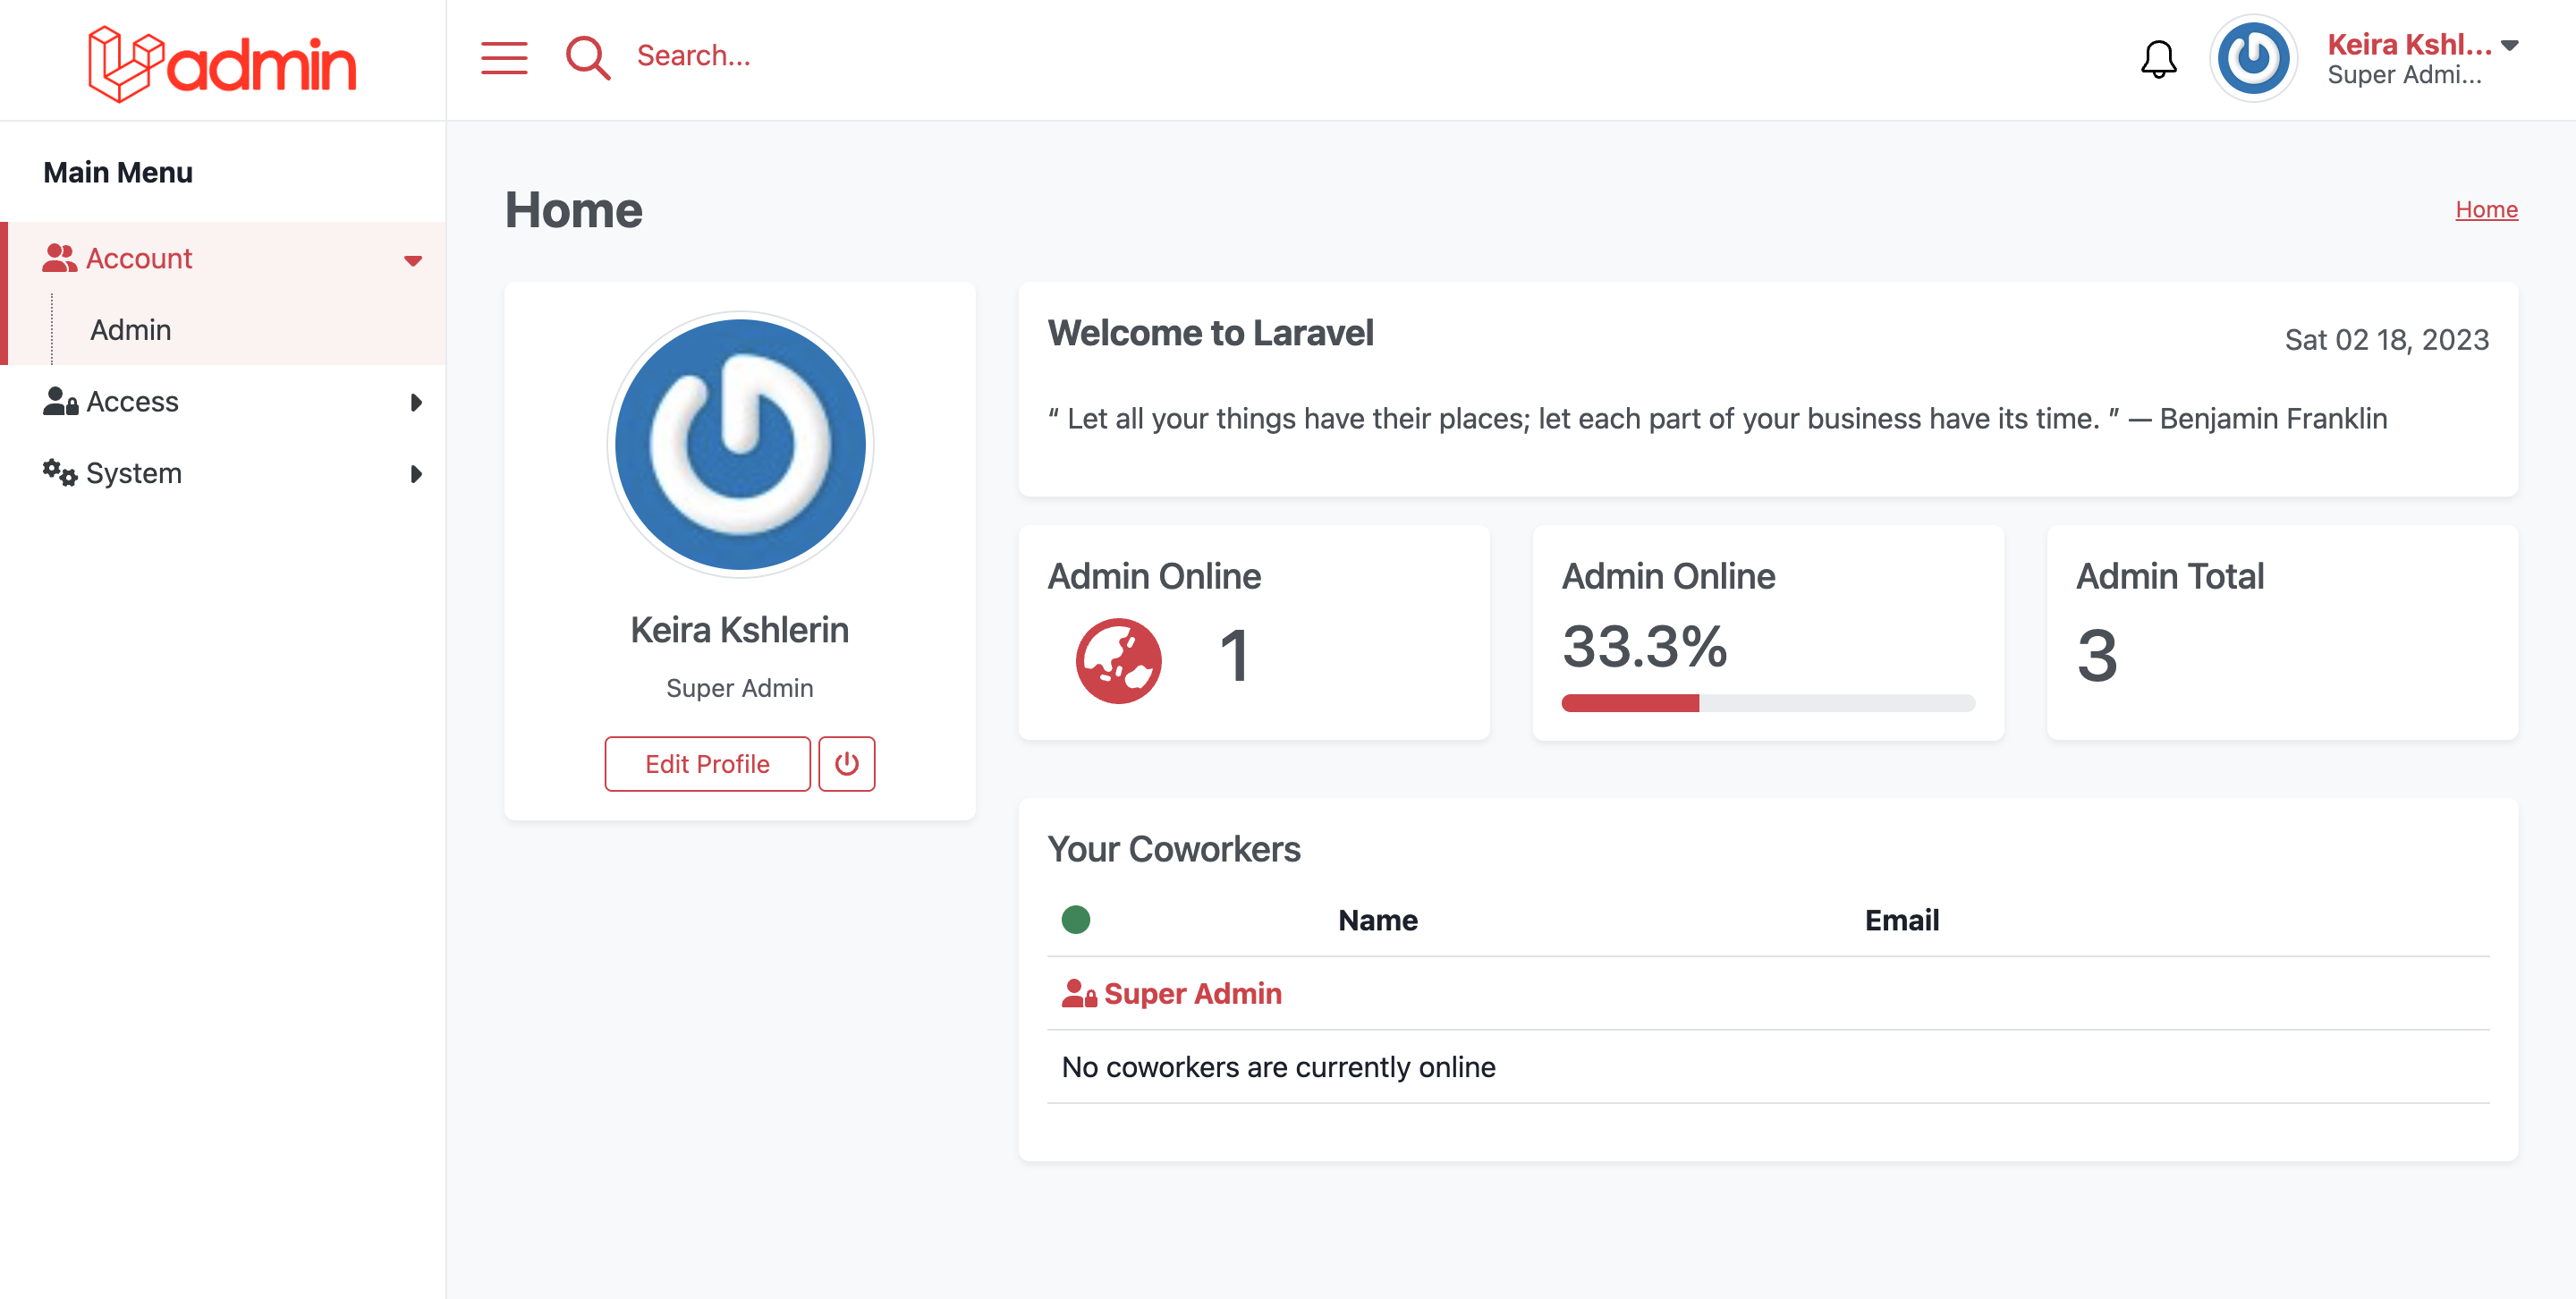 admin
Search...
Keira Kshl...
Super Admi...
Main Menu
Account
Admin
Access
System
Home
Home
Keira Kshlerin
Super Admin
Edit Profile
Welcome to Laravel
Sat 02 18, 2023
“ Let all your things have their places; let each part of your business have its time. ” — Benjamin Franklin
Admin Online
1
Admin Online
33.3%
Admin Total
3
Your Coworkers
Name Email
Super Admin
No coworkers are currently online